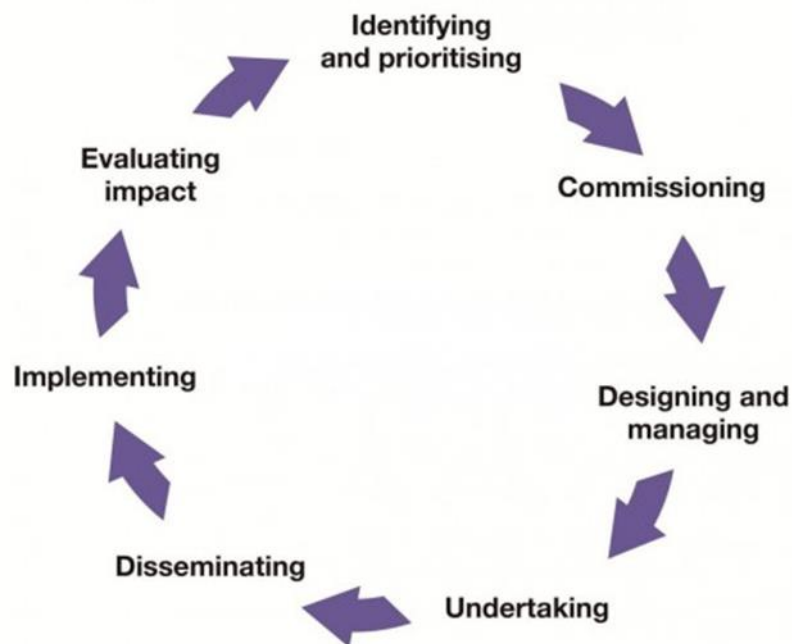 Identifying
and prioritising
Commissioning
Designing and
managing
Undertaking
Disseminating
Implementing
Evaluating
impact